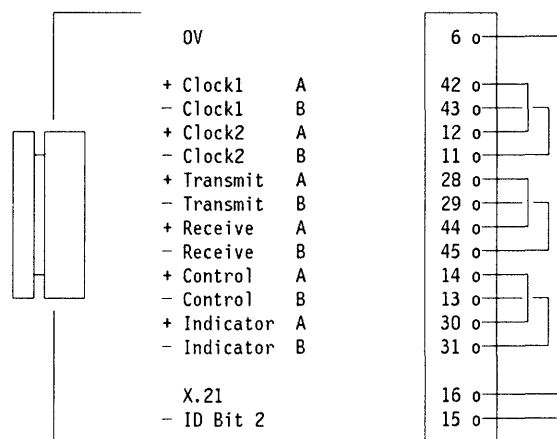 OV 6 o
+ Clock1 A 42 o
− Clock1 B 43 o
+ Clock2 A 12 o
− Clock2 B 11 o
+ Transmit A 28 o
− Transmit B 29 o
+ Receive A 44 o
− Receive B 45 o
+ Control A 14 o
− Control B 13 o
+ Indicator A 30 o
− Indicator B 31 o
X.21 16 o
− ID Bit 2 15 o